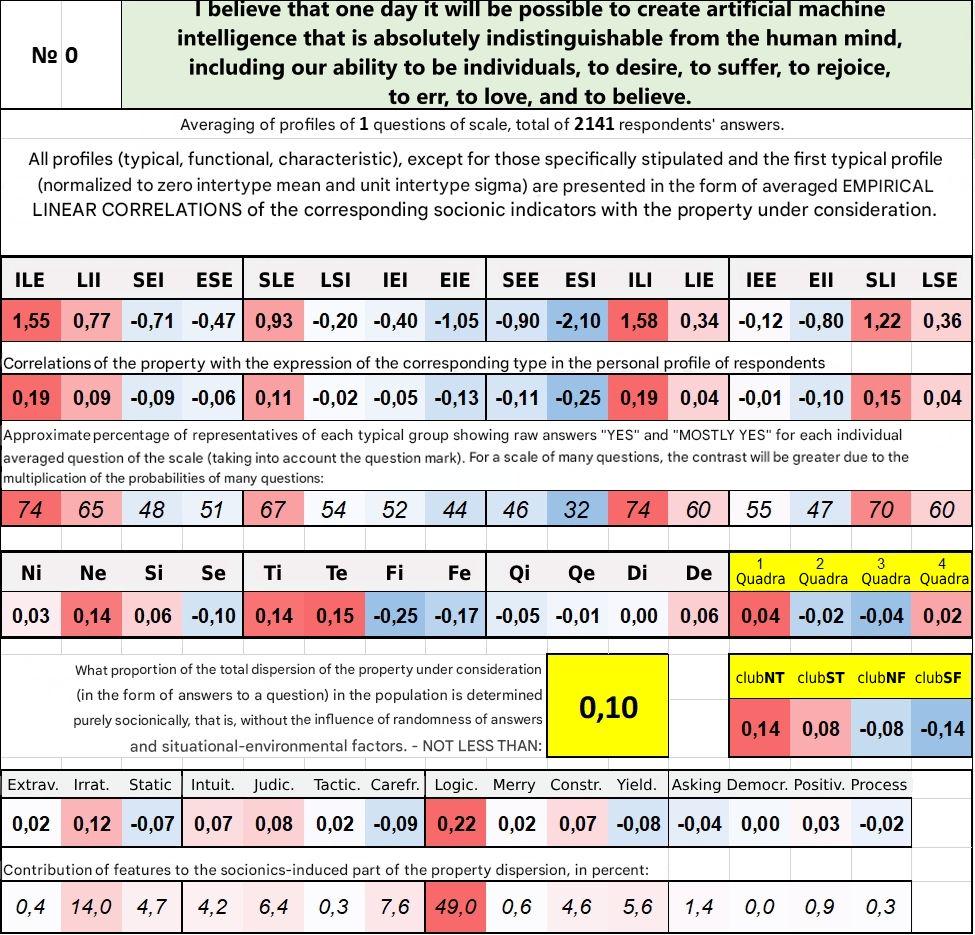 I believe that one day it will be possible to create artificial machine
intelligence that is absolutely indistinguishable from the human mind,
including our ability to be individuals, to desire, to suffer, to rejoice,
to err, to love, and to believe.
№ 0
Averaging of profiles of 1 questions of scale, total of 2141 respondents' answers.
All profiles (typical, functional, characteristic), except for those specifically stipulated and the first typical profile
(normalized to zero intertype mean and unit intertype sigma) are presented in the form of averaged EMPIRICAL
LINEAR CORRELATIONS of the corresponding socionic indicators with the property under consideration.
ILE LII SEI ESE SLE LSI IEI EIE SEE ESI ILI LIE IEE EII SLI LSE
1,55 0,77 -0,71 -0,47 0,93 -0,20 -0,40 -1,05 -0,90 -2,10 1,58 0,34 -0,12 -0,80 1,22 0,36
Correlations of the property with the expression of the corresponding type in the personal profile of respondents
0,19 0,09 -0,09 -0,06 0,11 -0,02 -0,05 -0,13 -0,11 -0,25 0,19 0,04 -0,01 -0,10 0,15 0,04
Approximate percentage of representatives of each typical group showing raw answers "YES" and "MOSTLY YES" for each individual
averaged question of the scale (taking into account the question mark). For a scale of many questions, the contrast will be greater due to the
multiplication of the probabilities of many questions:
74 65 48 51 67 54 52 44 46 32 74 60 55 47 70 60
Ni Ne Si Se Ti Te Fi Fe Qi Qe Di De 1 Quadra 2 Quadra 3 Quadra 4 Quadra
0,03 0,14 0,06 -0,10 0,14 0,15 -0,25 -0,17 -0,05 -0,01 0,00 0,06 0,04 -0,02 -0,04 0,02
What proportion of the total dispersion of the property under consideration
(in the form of answers to a question) in the population is determined
purely socionically, that is, without the influence of randomness of answers
and situational-environmental factors. - NOT LESS THAN:
0,10
clubNT clubST clubNF clubSF
0,14 0,08 -0,08 -0,14
Extrav. Irrat. Static Intuit. Judic. Tactic. Carefr. Logic. Merry Constr. Yield. Asking Democr. Positiv. Process
0,02 0,12 -0,07 0,07 0,08 0,02 -0,09 0,22 0,02 0,07 -0,08 -0,04 0,00 0,03 -0,02
Contribution of features to the socionics-induced part of the property dispersion, in percent:
0,4 14,0 4,7 4,2 6,4 0,3 7,6 49,0 0,6 4,6 5,6 1,4 0,0 0,9 0,3